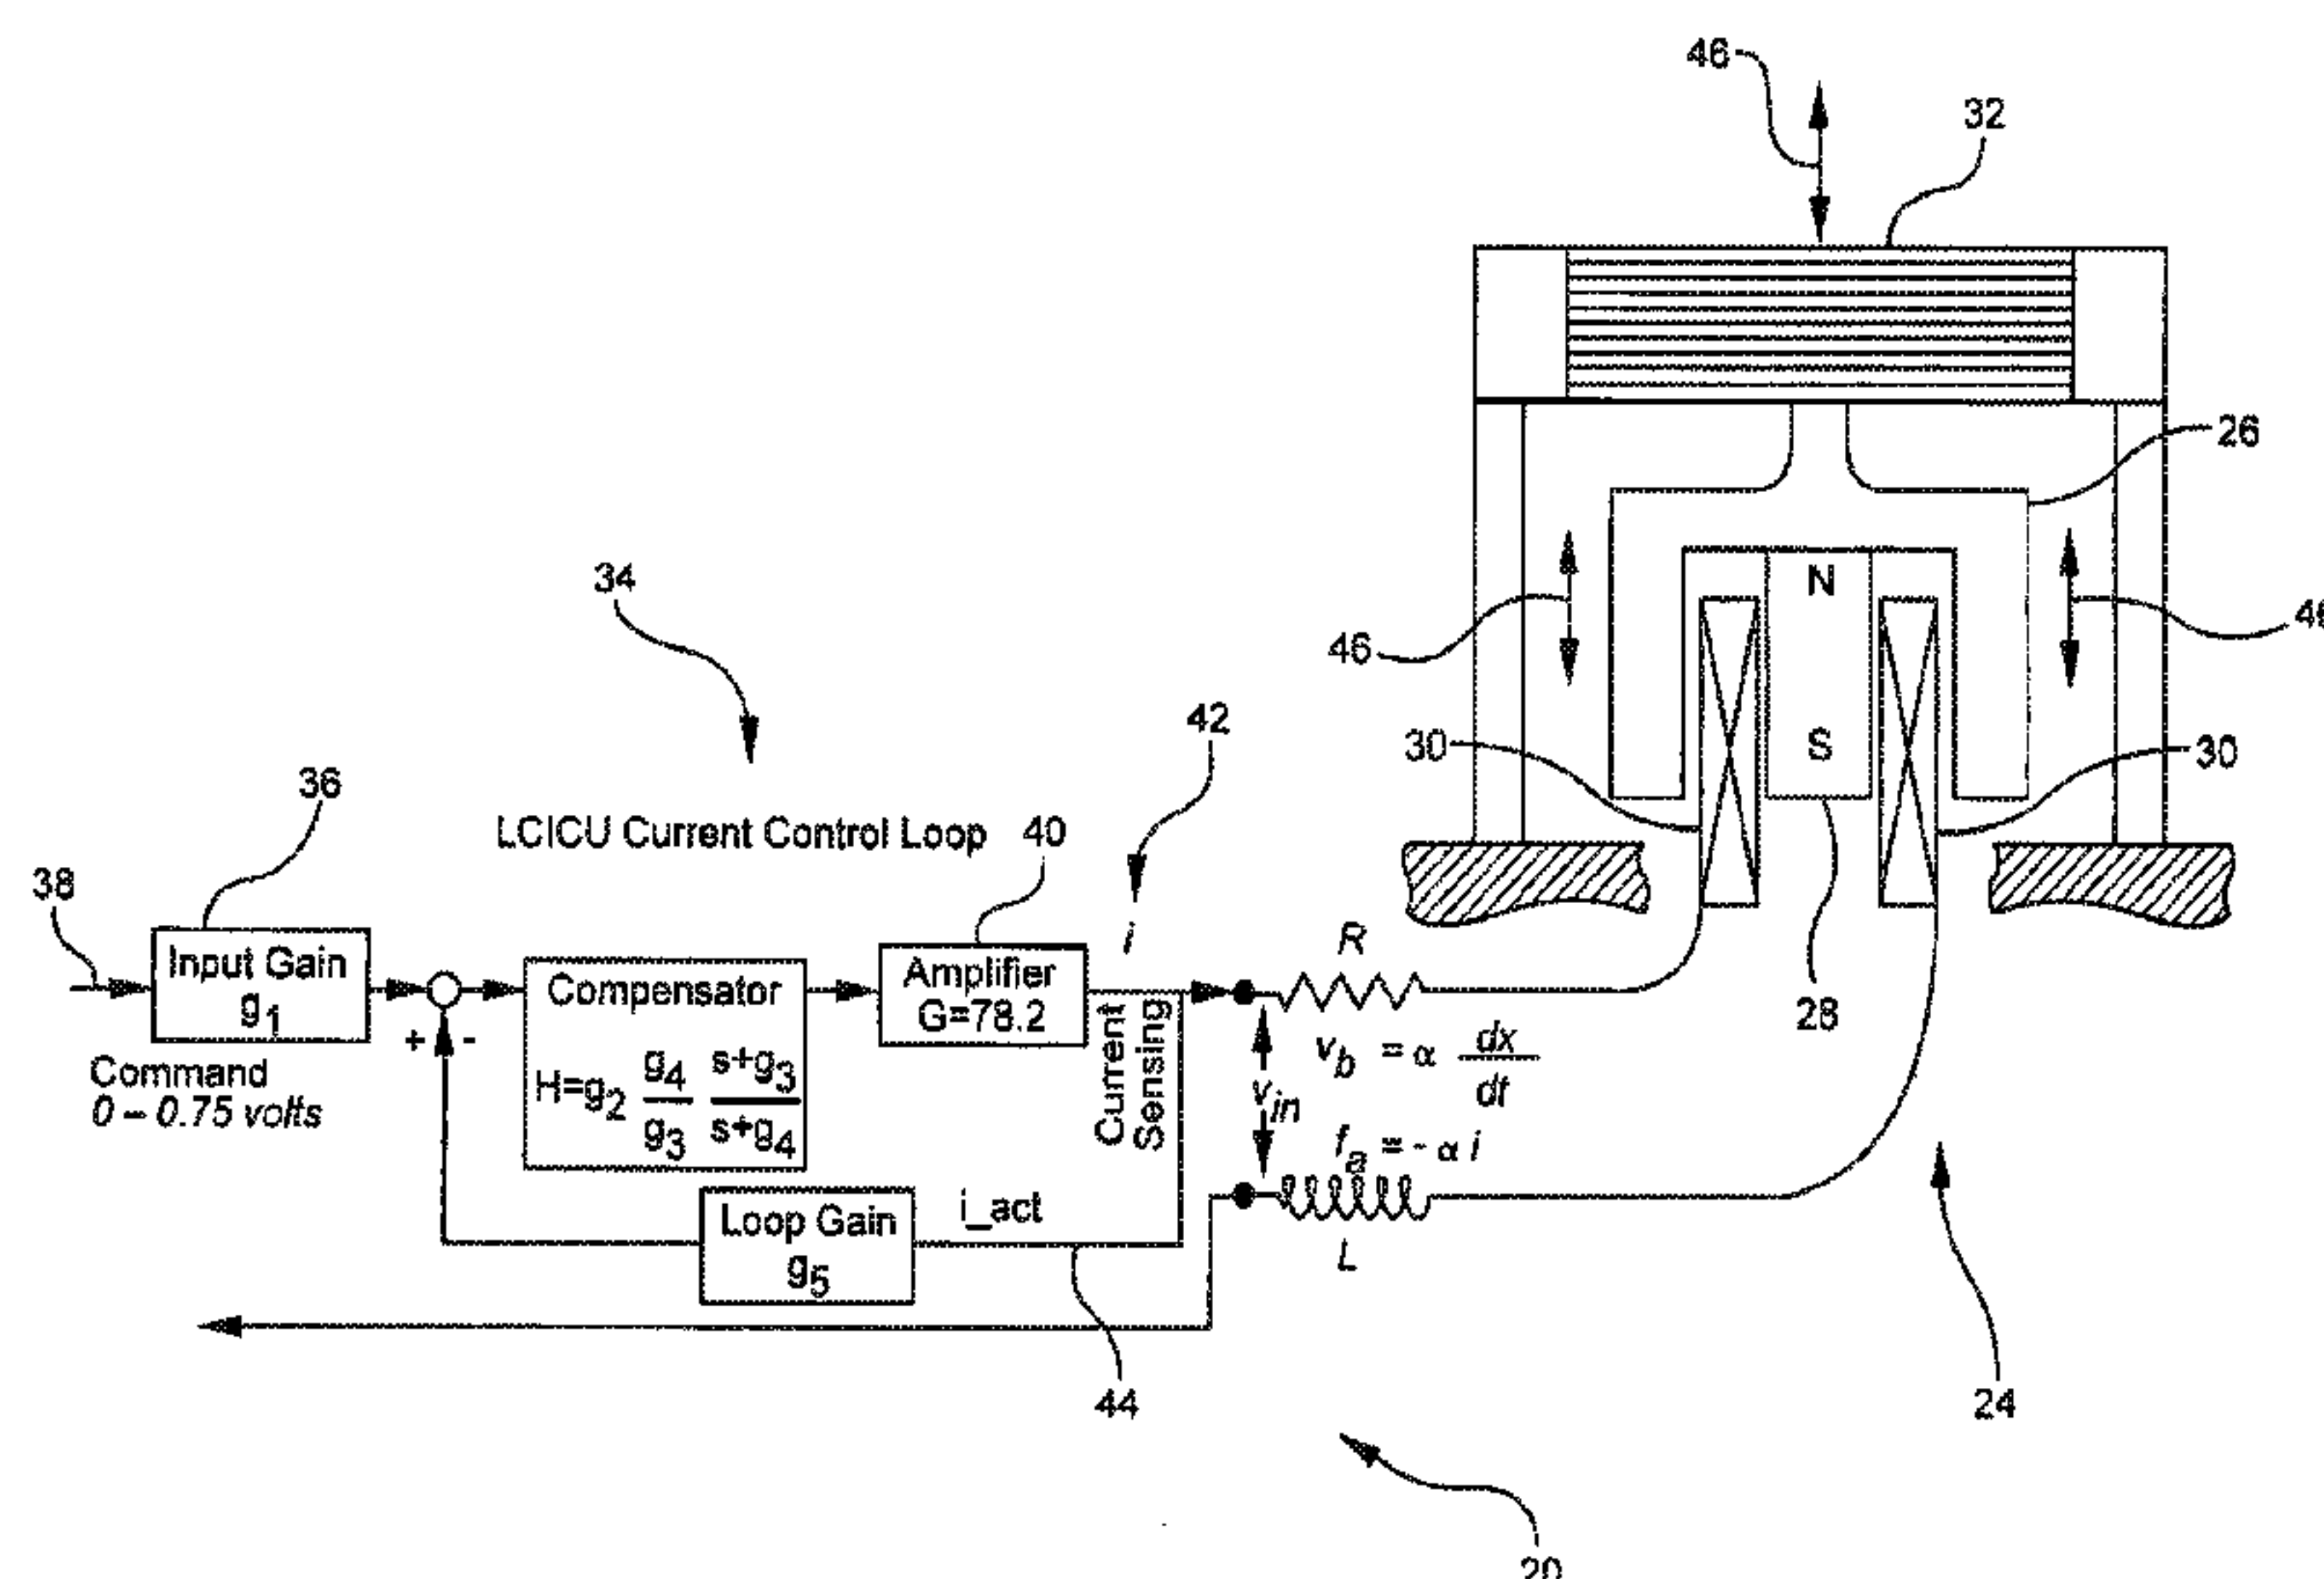 46
32
26
N
34
46
46
42
S
30
30
36
LCICU Current Control Loop
40
38
i
R
Input Gain
g1
Compensator
Amplifier
G=78.2
28
+ -
Current
Sensing
vb = α dx/dt
Command
0 – 0.75 volts
H=g2 g4/g3 s+g3/s+g4
vin
fa = - α i
Loop Gain
g5
i_act
L
44
24
20